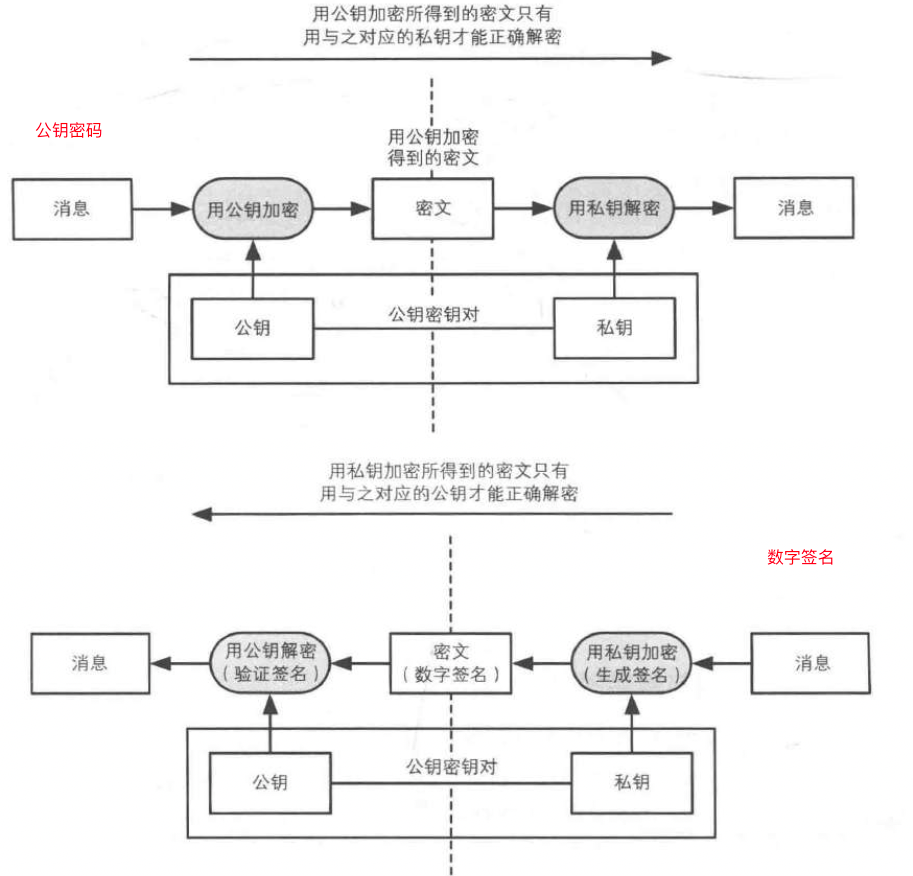 用公钥加密所得到的密文只有
用与之对应的私钥才能正确解密
公钥密码
用公钥加密
得到的密文
消息
用公钥加密
密文
用私钥解密
消息
公钥
公钥密钥对
私钥
用私钥加密所得到的密文只有
用与之对应的公钥才能正确解密
数字签名
消息
用公钥解密
（验证签名）
密文
（数字签名）
用私钥加密
（生成签名）
消息
公钥
公钥密钥对
私钥